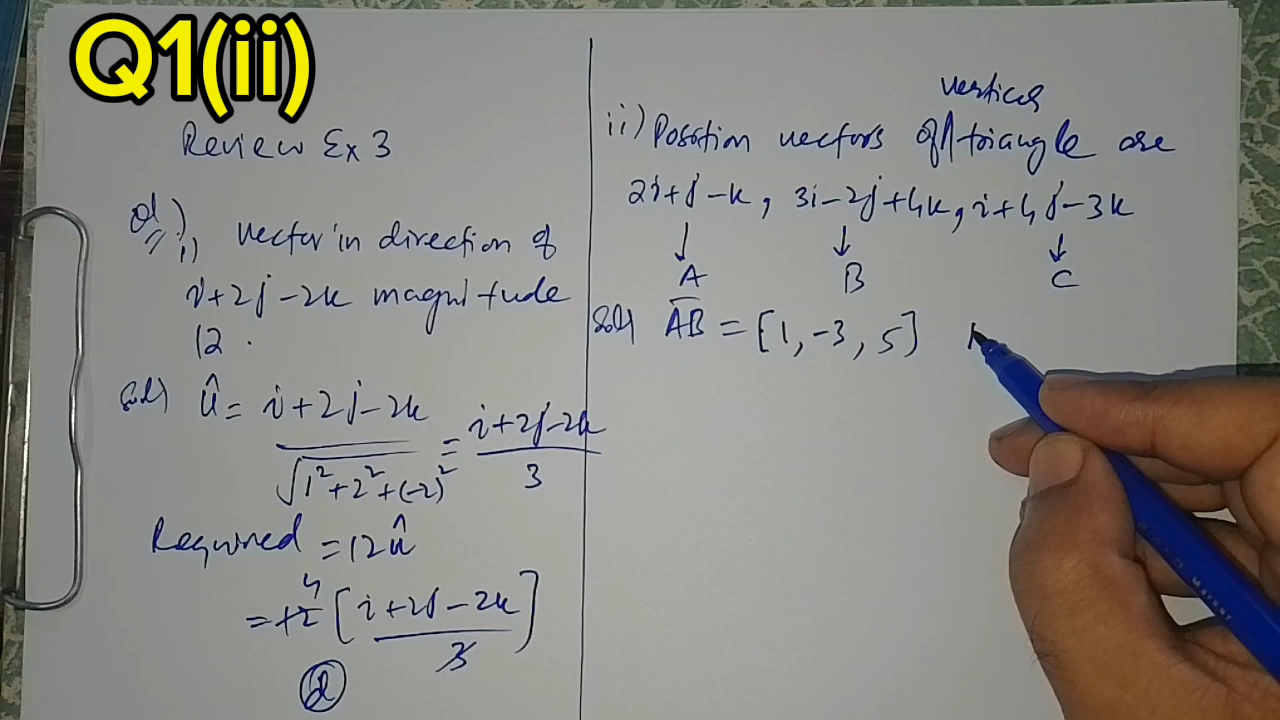 Q1(ii)
Review Ex 3
Q1) i) vector in direction of
i+2j-2k magnitude
12.
Sol) û = i+2j-2k / √1²+2²+(-2)² = i+2j-2k / 3
Required = 12û
= 12 4 [i+2j-2k / 3]
d
vertices
ii) Position vectors of triangle are
2i+j-k, 3i-2j+4k, i+4j-3k
↓ ↓ ↓
A B C
Sol) AB = [1, -3, 5]